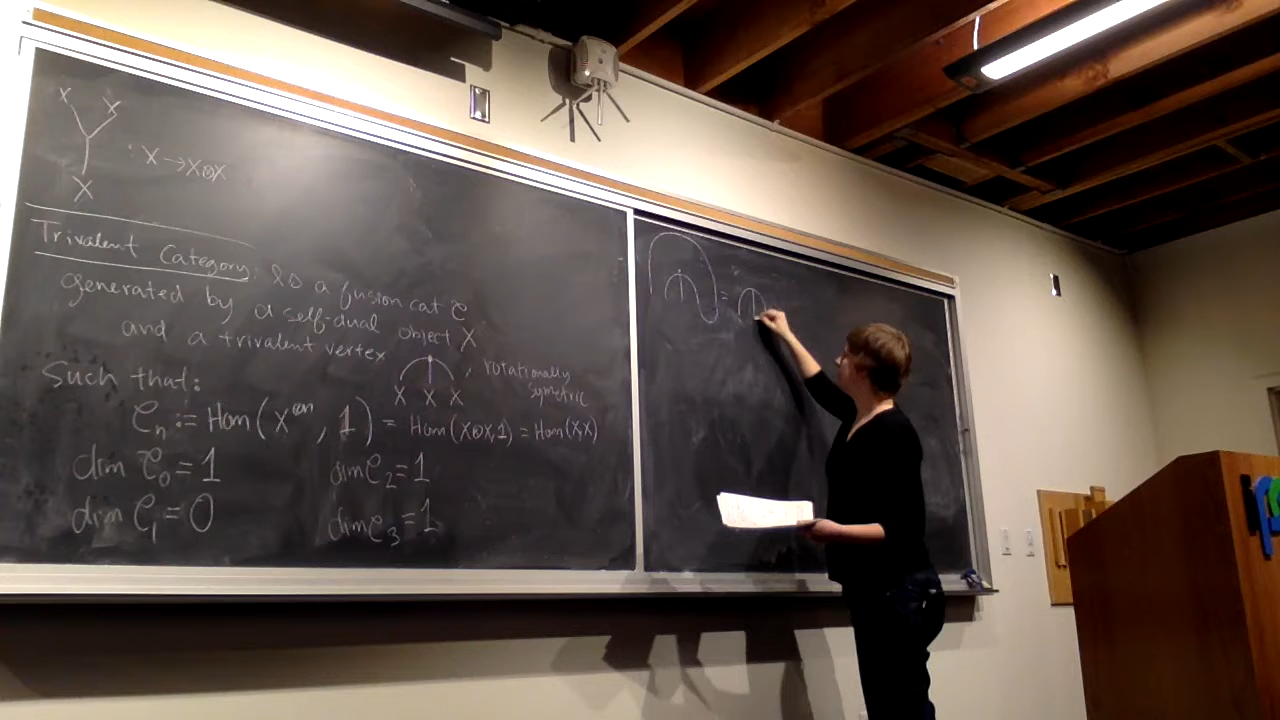 X X
: X → X⊗X
X
Trivalent Category: Is a fusion cat 𝒞
generated by a self-dual object X
and a trivalent vertex , rotationally symetric
X X X
Such that:
𝒞n := Hom(X⊗n, 1) = Hom(X⊗X,1) = Hom(X,X)
dim 𝒞0 = 1 dim 𝒞2 = 1
dim 𝒞1 = 0 dim 𝒞3 = 1
=